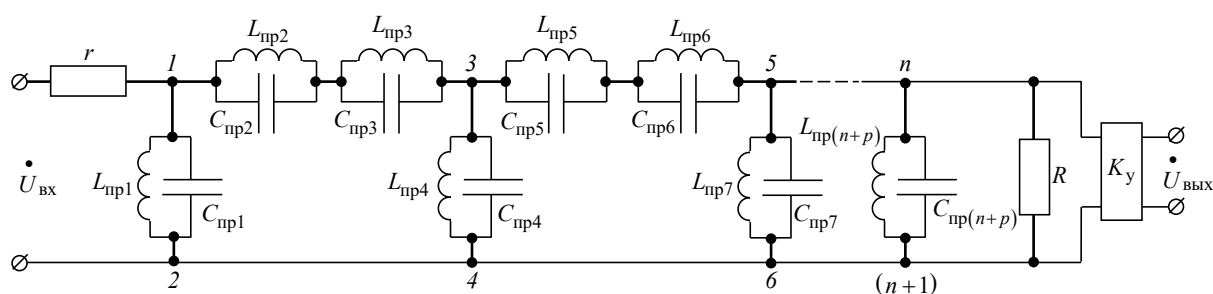 L пр2
L пр3
L пр5
L пр6
r
1
3
5
n
C пр2
C пр3
C пр5
C пр6
L пр(n+p)
U̇ вх
L пр1
C пр1
L пр4
C пр4
L пр7
C пр7
C пр(n+p)
R
K у
U̇ вых
2
4
6
(n+1)